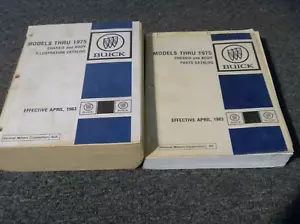 MODELS THRU 1975
CHASSIS and BODY
ILLUSTRATION CATALOG
BUICK
EFFECTIVE APRIL, 1983
MODELS THRU 1975
CHASSIS and BODY
PARTS CATALOG
BUICK
EFFECTIVE APRIL, 1983